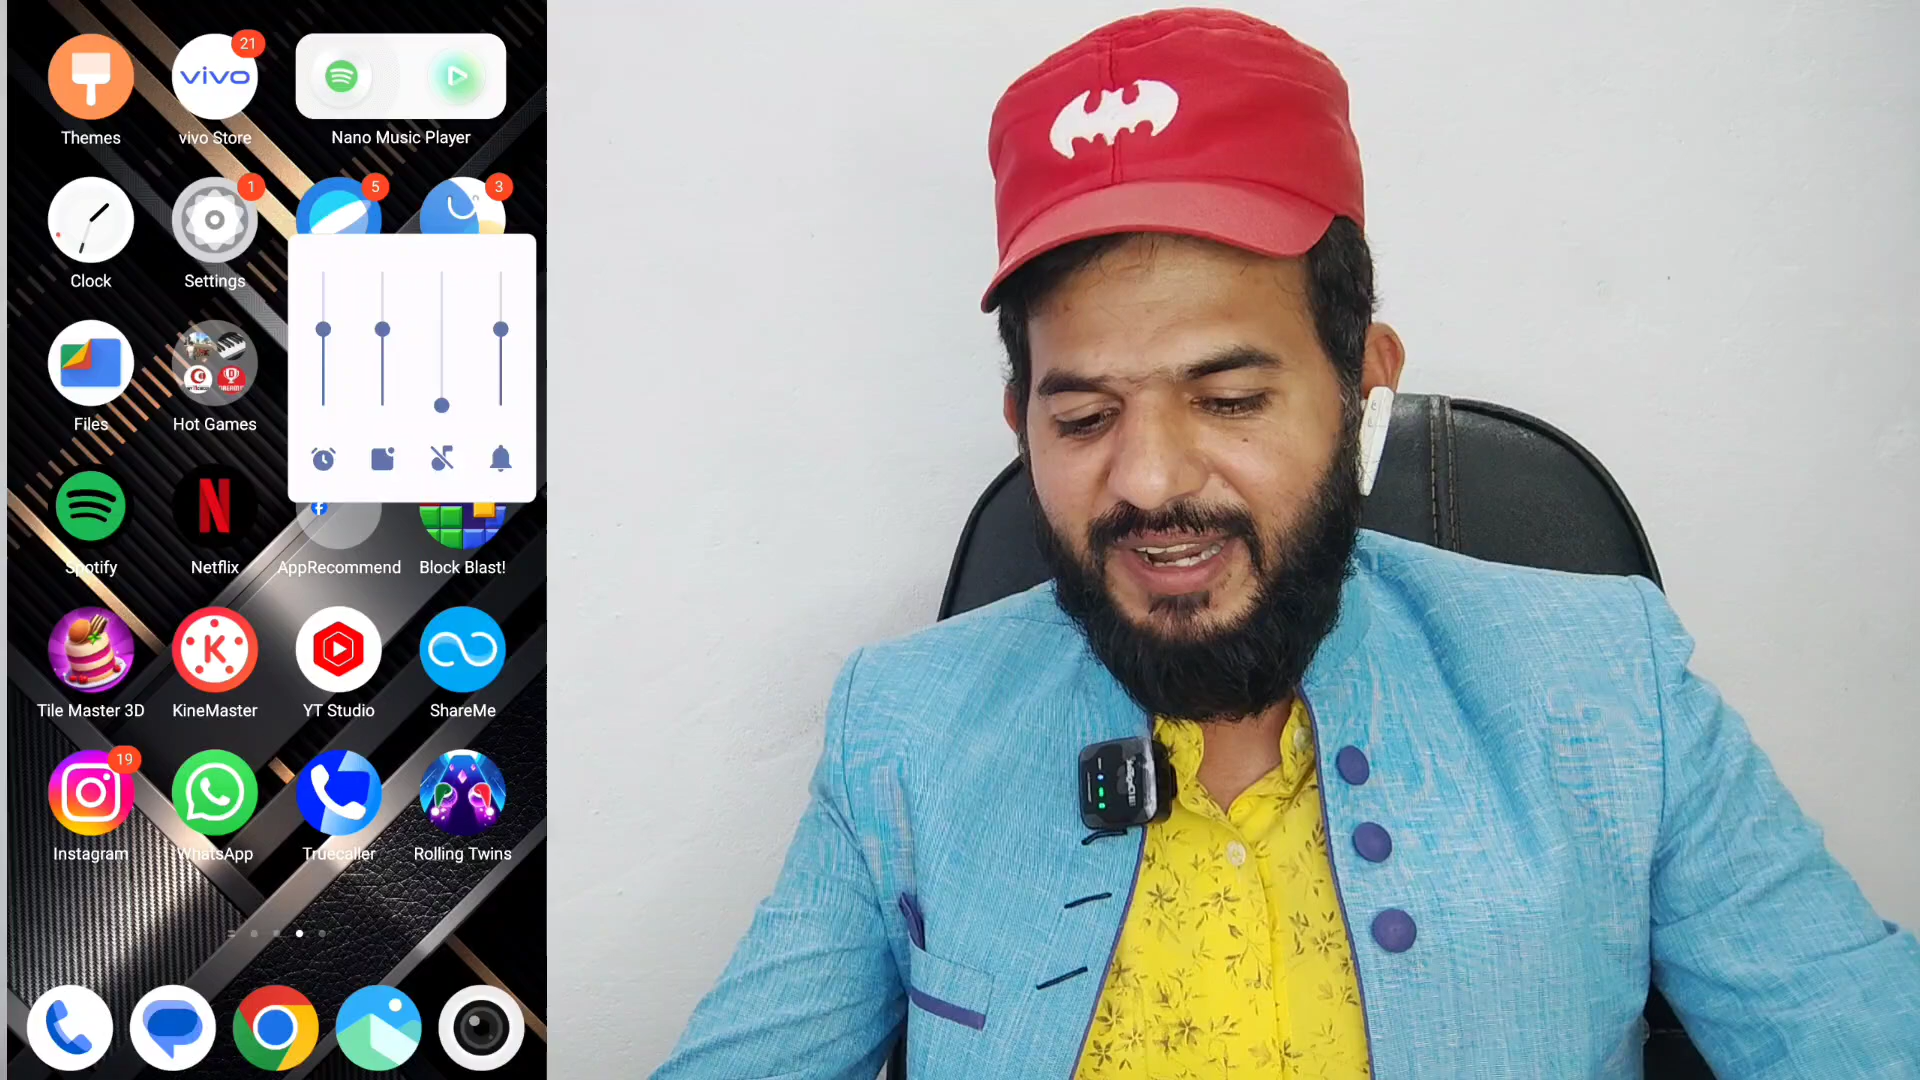 21
vivo
Themes
vivo Store
Nano Music Player
1
5
3
Clock
Settings
Files
Hot Games
Spotify
Netflix
AppRecommend
Block Blast!
K
Tile Master 3D
KineMaster
YT Studio
ShareMe
19
Instagram
WhatsApp
Truecaller
Rolling Twins